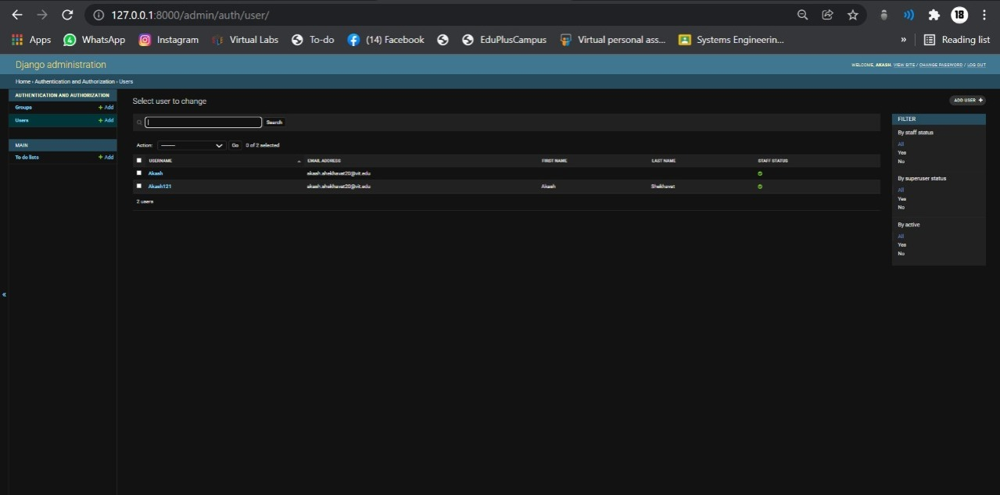 127.0.0.1:8000/admin/auth/user/
18
Apps WhatsApp Instagram Virtual Labs To-do (14) Facebook EduPlusCampus Virtual personal ass... Systems Engineerin... » Reading list
Django administration
WELCOME, AKASH. VIEW SITE / CHANGE PASSWORD / LOG OUT
Home › Authentication and Authorization › Users
AUTHENTICATION AND AUTHORIZATION
Groups + Add
Users + Add
MAIN
To do lists + Add
«
Select user to change
ADD USER +
Search
Action: --------- Go 0 of 2 selected
USERNAME EMAIL ADDRESS FIRST NAME LAST NAME STAFF STATUS
Akash akash.shekhavat20@vit.edu
Akash121 akash.shekhavat20@vit.edu Akash Shekhavat
2 users
FILTER
By staff status
All
Yes
No
By superuser status
All
Yes
No
By active
All
Yes
No